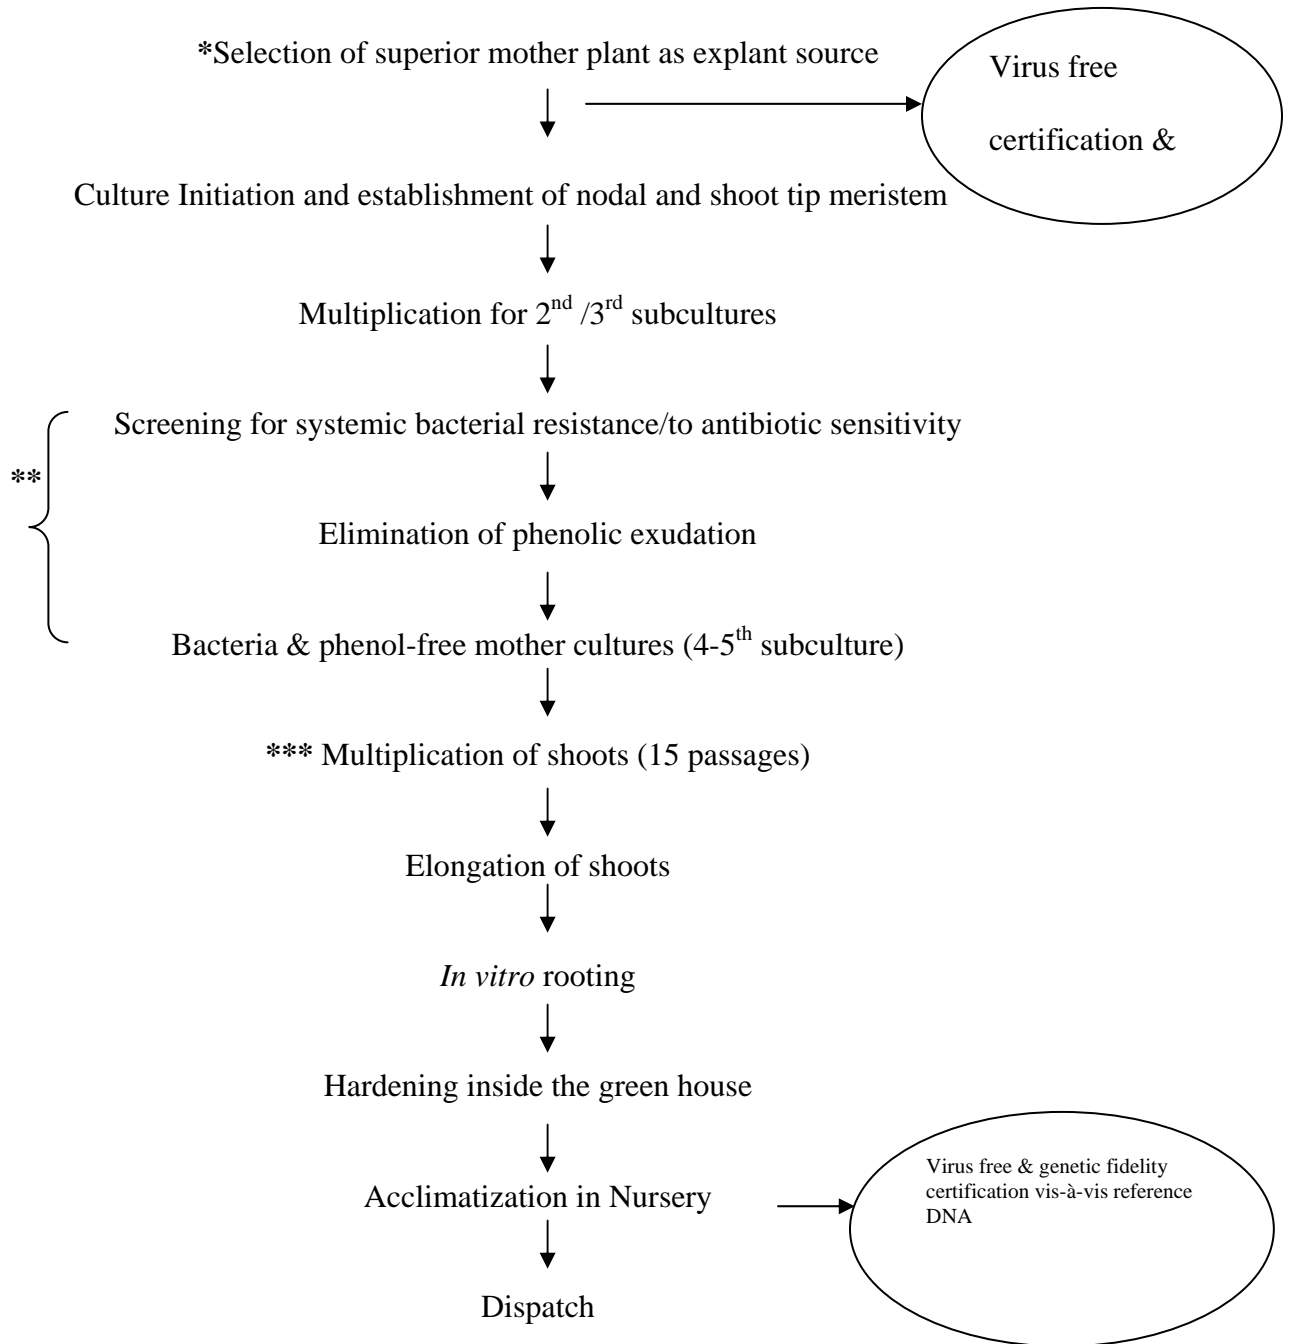 *Selection of superior mother plant as explant source
Virus free
certification &
Culture Initiation and establishment of nodal and shoot tip meristem
Multiplication for 2nd /3rd subcultures
Screening for systemic bacterial resistance/to antibiotic sensitivity
**
Elimination of phenolic exudation
Bacteria & phenol-free mother cultures (4-5th subculture)
*** Multiplication of shoots (15 passages)
Elongation of shoots
In vitro rooting
Hardening inside the green house
Acclimatization in Nursery
Virus free & genetic fidelity
certification vis-à-vis reference
DNA
Dispatch